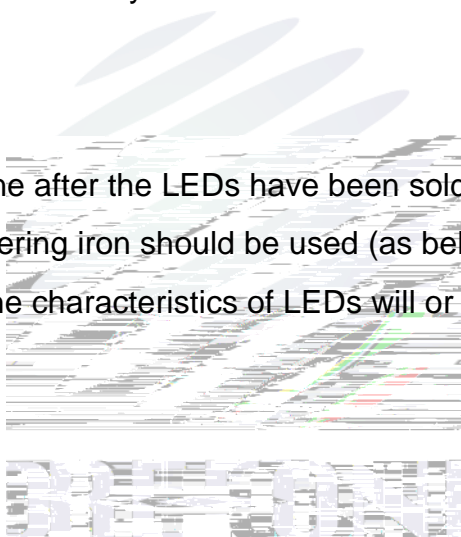 ne after the LEDs have been sold
ering iron should be used (as bel
ne characteristics of LEDs will or